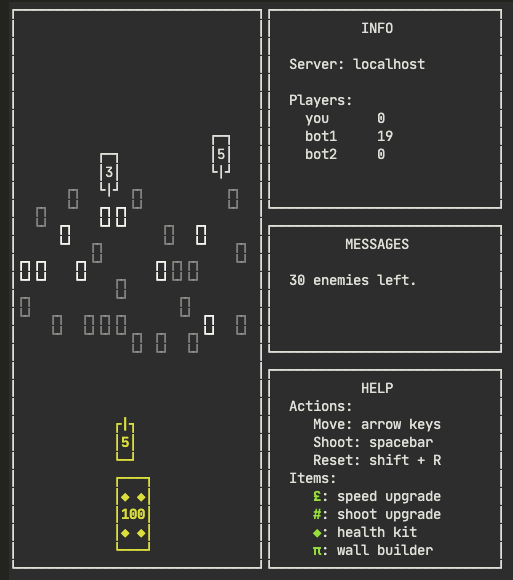 5
3
5
◆ ◆
100
◆ ◆
INFO
Server: localhost
Players:
you 0
bot1 19
bot2 0
MESSAGES
30 enemies left.
HELP
Actions:
Move: arrow keys
Shoot: spacebar
Reset: shift + R
Items:
£: speed upgrade
#: shoot upgrade
◆: health kit
π: wall builder